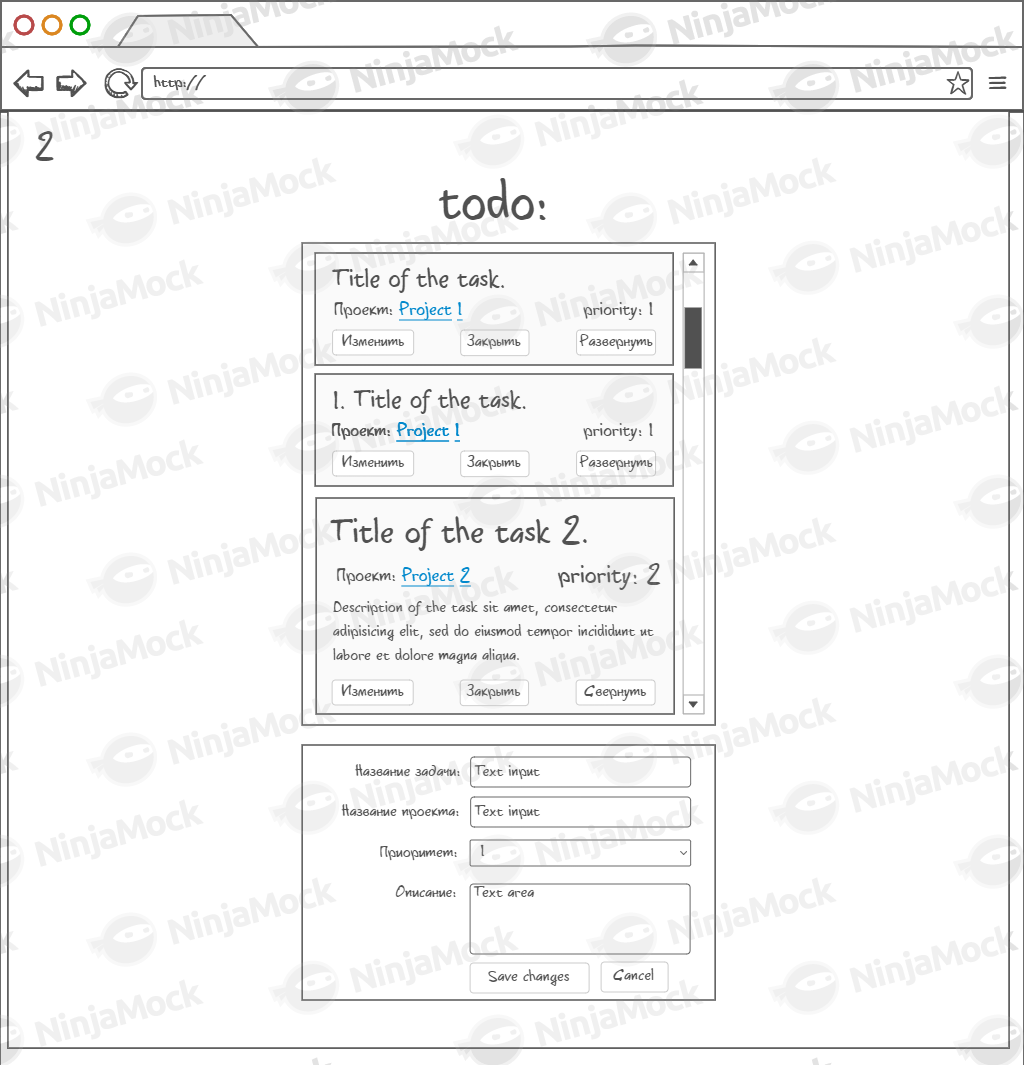 http://
2
todo:
Title of the task.
Проект: Project 1 priority: 1
Изменить Закрыть Развернуть
1. Title of the task.
Проект: Project 1 priority: 1
Изменить Закрыть Развернуть
Title of the task 2.
Проект: Project 2 priority: 2
Description of the task sit amet, consectetur
adipisicing elit, sed do eiusmod tempor incididunt ut
labore et dolore magna aliqua.
Изменить Закрыть Свернуть
Название задачи: Text input
Название проекта: Text input
Приоритет: 1
Описание: Text area
Save changes Cancel
NinjaMock